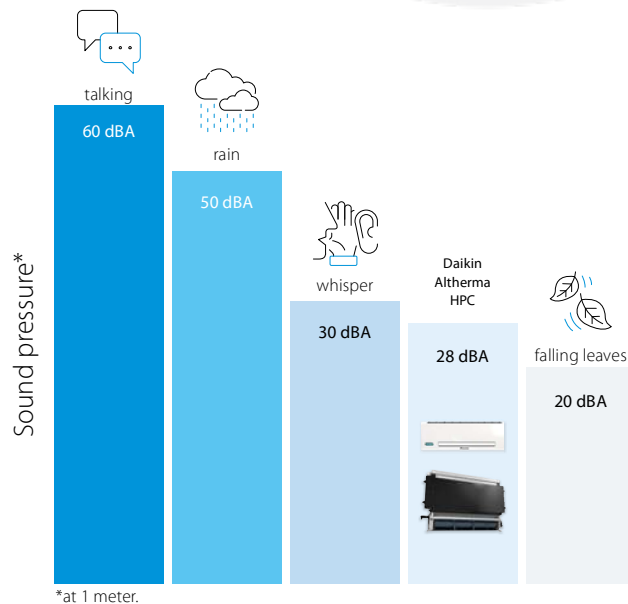 talking
60 dBA
rain
50 dBA
whisper
30 dBA
Daikin
Altherma
HPC
28 dBA
falling leaves
20 dBA
Sound pressure*
*at 1 meter.